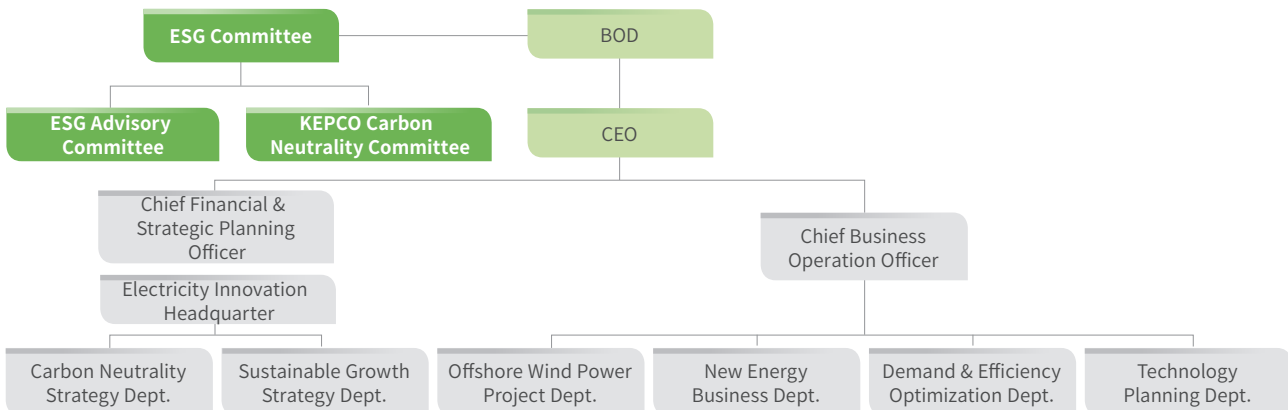 ESG Committee
BOD
ESG Advisory
Committee
KEPCO Carbon
Neutrality Committee
CEO
Chief Financial &
Strategic Planning
Officer
Chief Business
Operation Officer
Electricity Innovation
Headquarter
Carbon Neutrality
Strategy Dept.
Sustainable Growth
Strategy Dept.
Offshore Wind Power
Project Dept.
New Energy
Business Dept.
Demand & Efficiency
Optimization Dept.
Technology
Planning Dept.